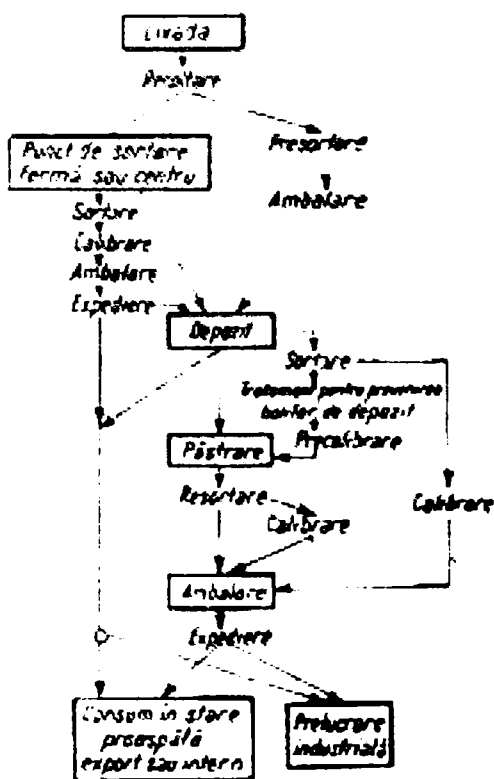 Livada
Recoltare
Punct de sortare
fermă sau centru
Presortare
Ambalare
Sortare
Calibrare
Ambalare
Expediere
Depozit
Sortare
Tratament pentru prevenirea
bolilor de depozit
Precalibrare
Păstrare
Resortare
Calibrare
Calibrare
Ambalare
Expediere
Consum în stare
proaspătă
export sau intern
Prelucrare
industrială